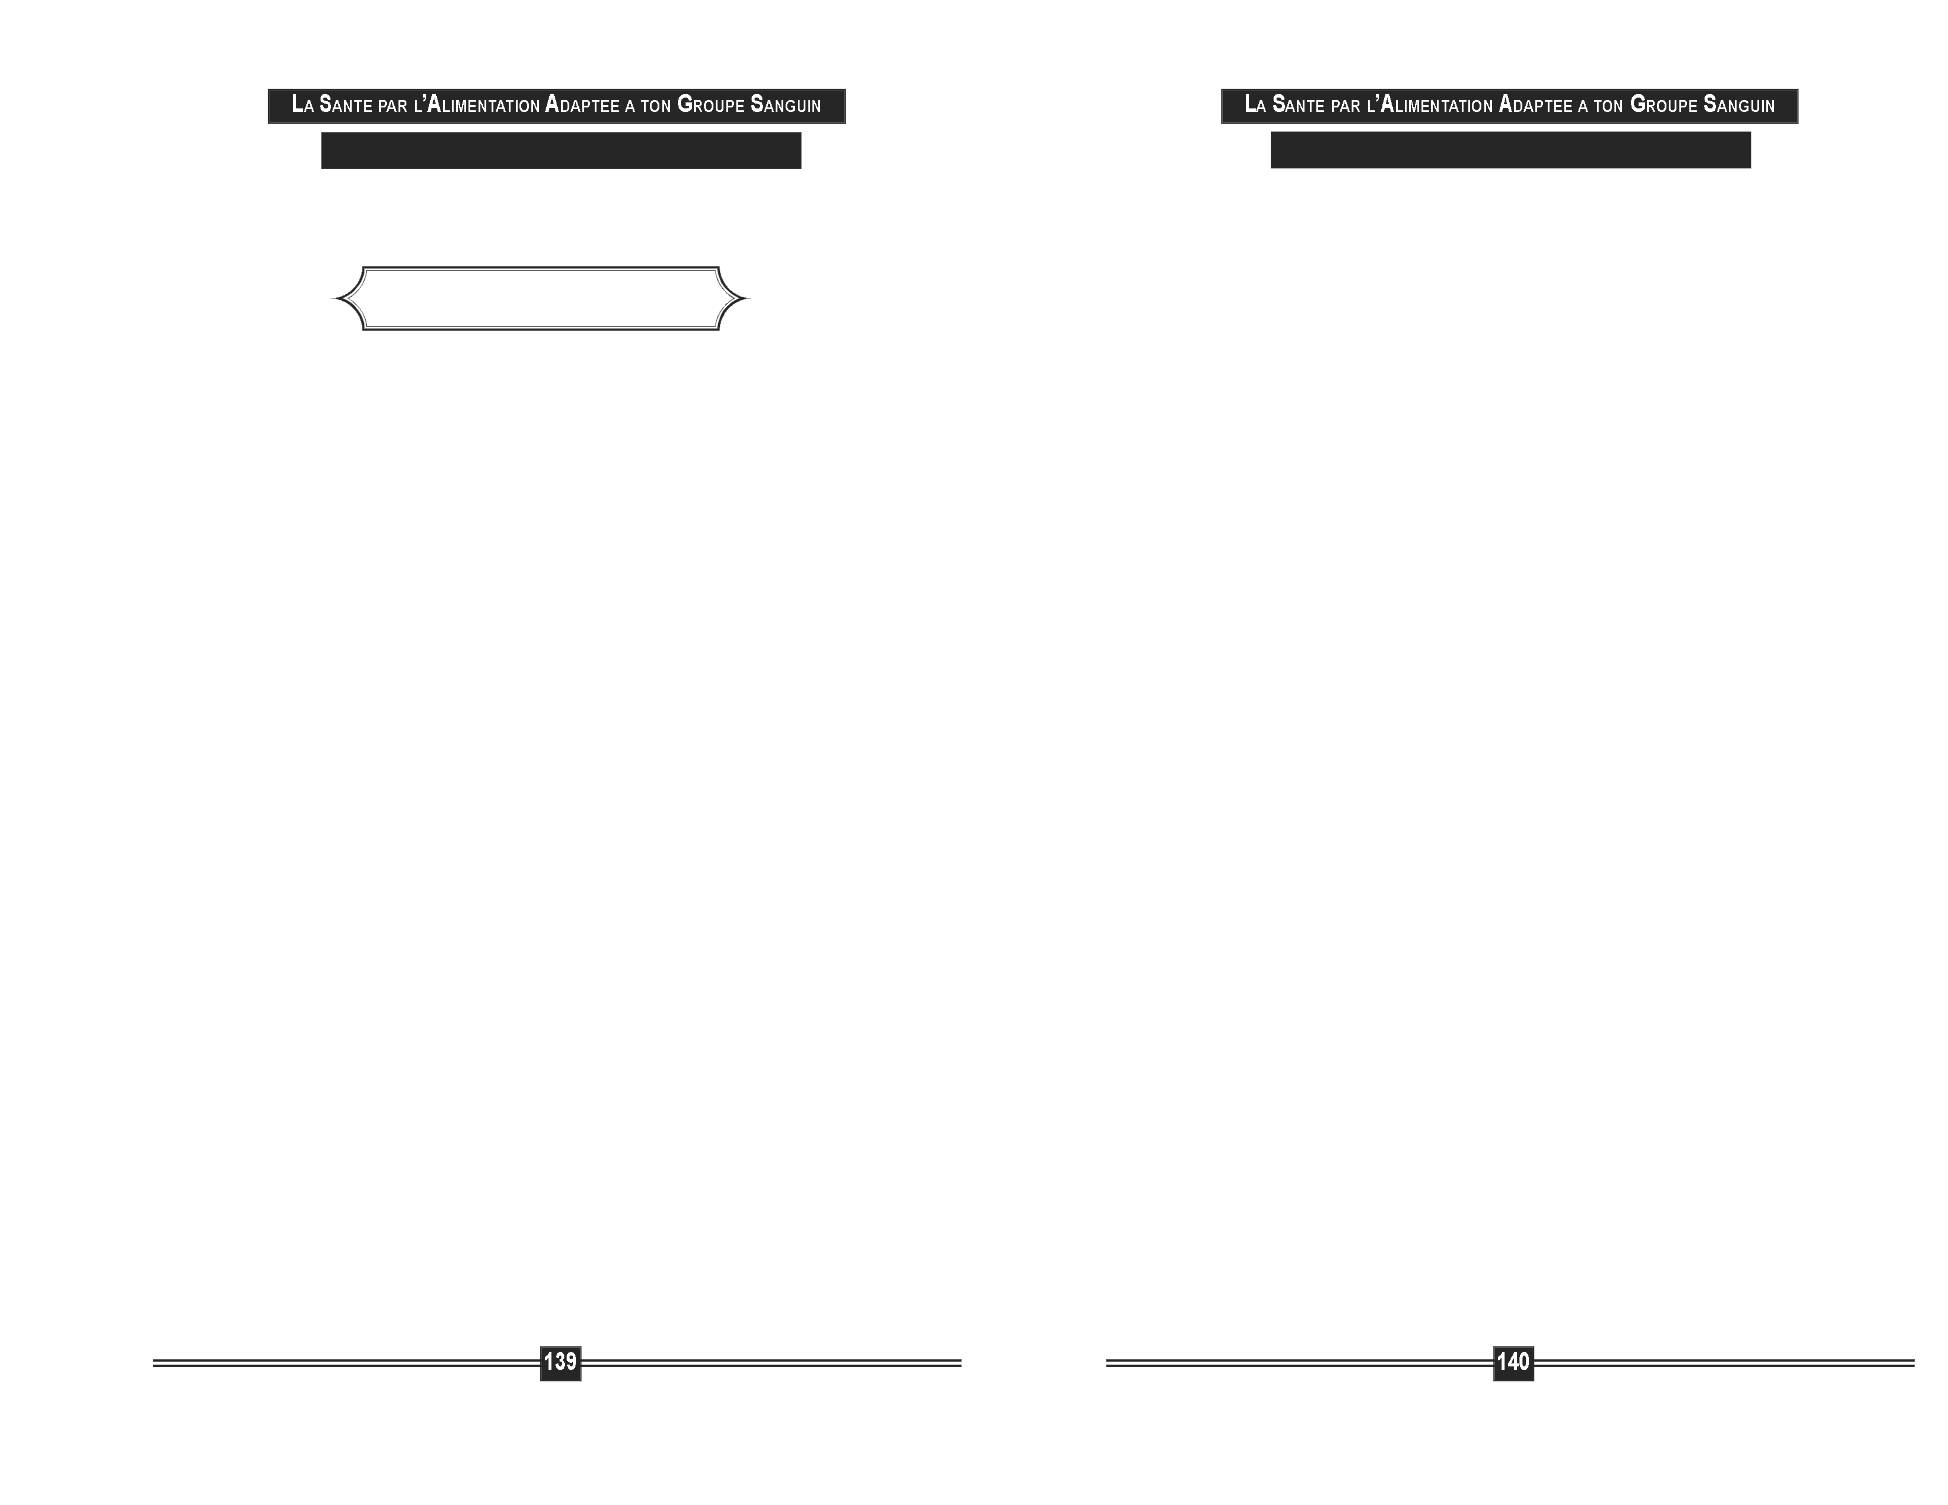 LA SANTE PAR L’ALIMENTATION ADAPTEE A TON GROUPE SANGUIN
139
LA SANTE PAR L’ALIMENTATION ADAPTEE A TON GROUPE SANGUIN
140